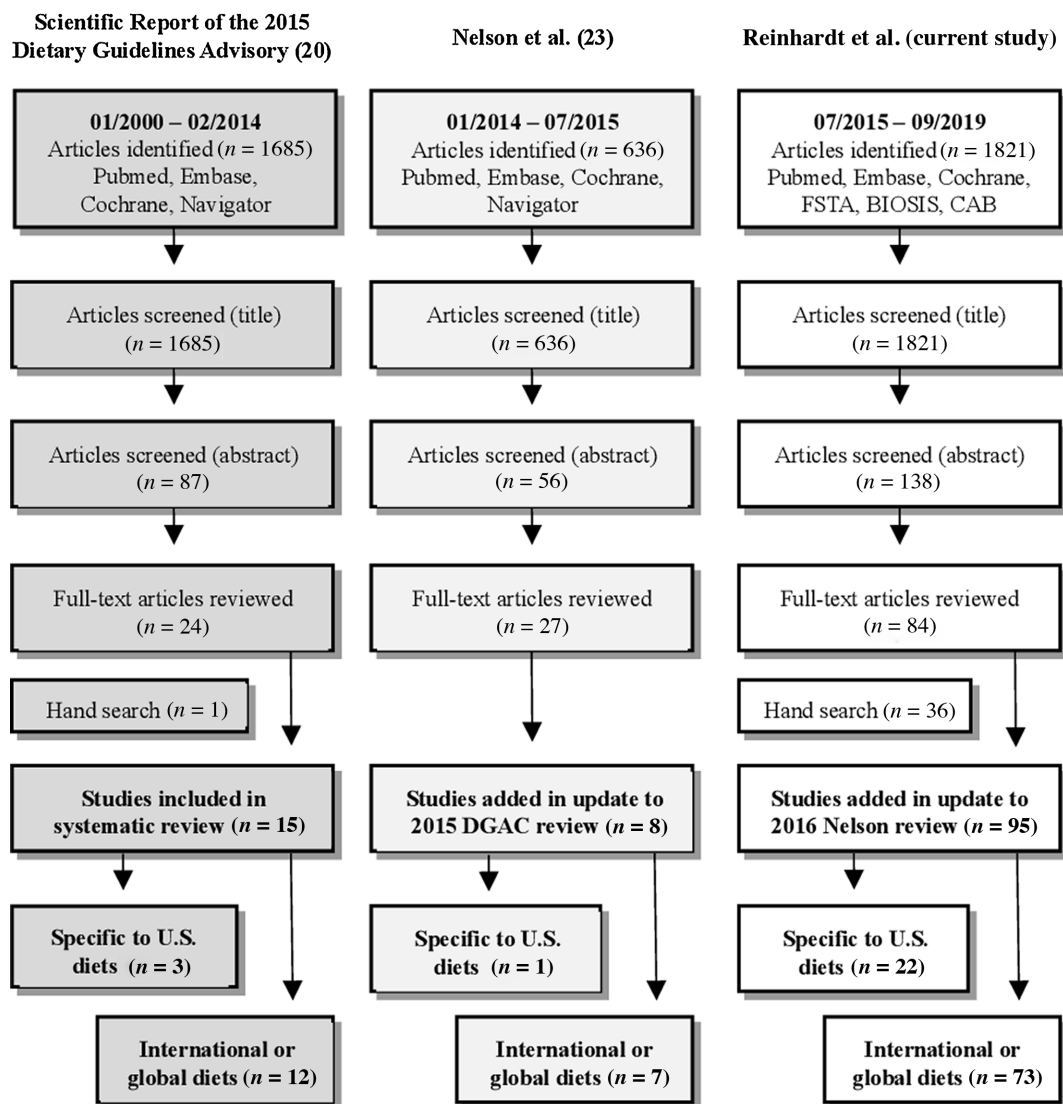 Scientific Report of the 2015
Dietary Guidelines Advisory (20)
01/2000 – 02/2014
Articles identified (n = 1685)
Pubmed, Embase,
Cochrane, Navigator
Articles screened (title)
(n = 1685)
Articles screened (abstract)
(n = 87)
Full-text articles reviewed
(n = 24)
Hand search (n = 1)
Studies included in
systematic review (n = 15)
Specific to U.S.
diets (n = 3)
International or
global diets (n = 12)
Nelson et al. (23)
01/2014 – 07/2015
Articles identified (n = 636)
Pubmed, Embase, Cochrane,
Navigator
Articles screened (title)
(n = 636)
Articles screened (abstract)
(n = 56)
Full-text articles reviewed
(n = 27)
Studies added in update to
2015 DGAC review (n = 8)
Specific to U.S.
diets (n = 1)
International or
global diets (n = 7)
Reinhardt et al. (current study)
07/2015 – 09/2019
Articles identified (n = 1821)
Pubmed, Embase, Cochrane,
FSTA, BIOSIS, CAB
Articles screened (title)
(n = 1821)
Articles screened (abstract)
(n = 138)
Full-text articles reviewed
(n = 84)
Hand search (n = 36)
Studies added in update to
2016 Nelson review (n = 95)
Specific to U.S.
diets (n = 22)
International or
global diets (n = 73)